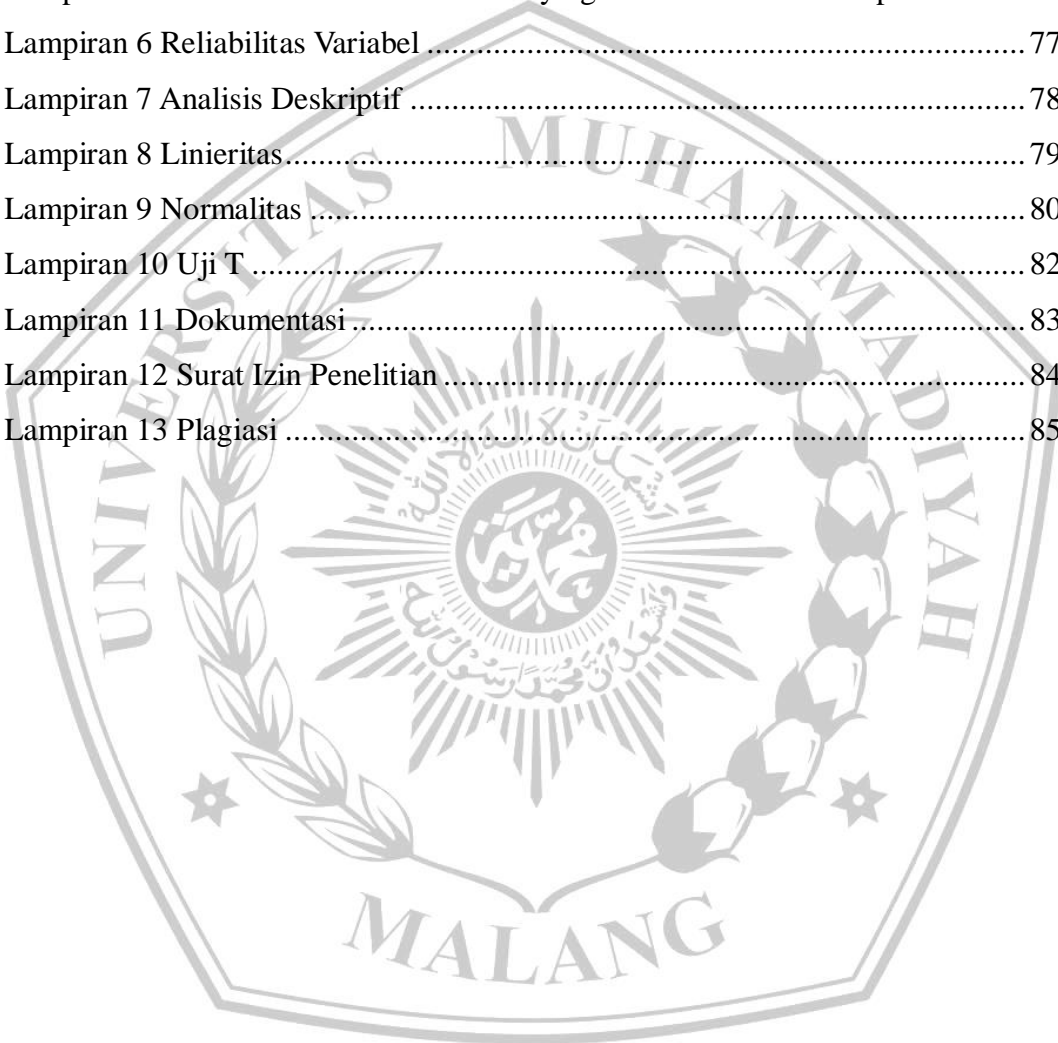 Lampiran 6 Reliabilitas Variabel ........................................................................ 77
Lampiran 7 Analisis Deskriptif .......................................................................... 78
Lampiran 8 Linieritas ......................................................................................... 79
Lampiran 9 Normalitas ...................................................................................... 80
Lampiran 10 Uji T ............................................................................................. 82
Lampiran 11 Dokumentasi ................................................................................. 83
Lampiran 12 Surat Izin Penelitian ...................................................................... 84
Lampiran 13 Plagiasi ......................................................................................... 85
UNIVERSITAS MUHAMMADIYAH
MALANG